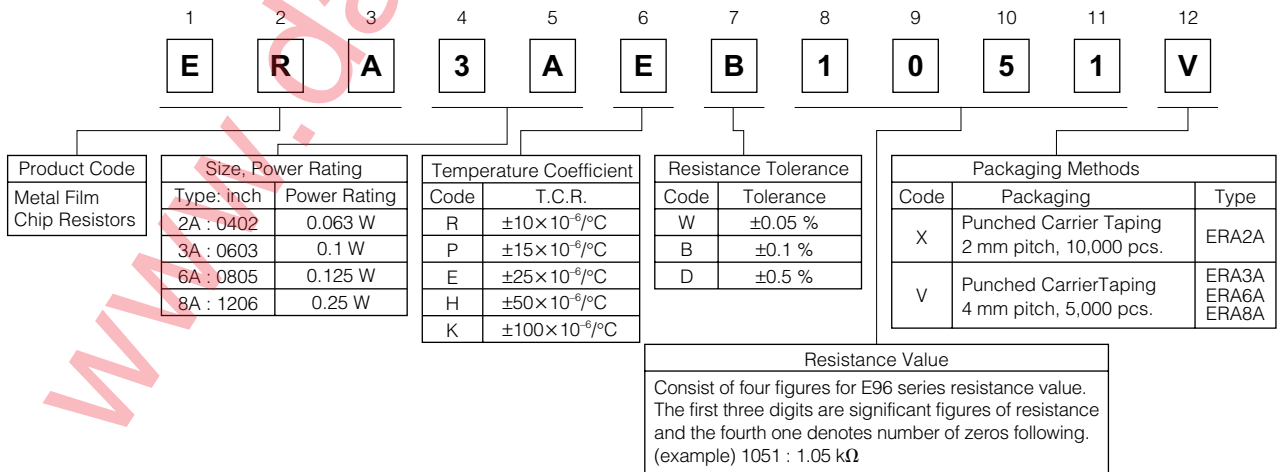 1 2 3 4 5 6 7 8 9 10 11 12
E R A 3 A E B 1 0 5 1 V
Product Code
Metal Film
Chip Resistors
Size, Power Rating
Type: inch Power Rating
2A : 0402 0.063 W
3A : 0603 0.1 W
6A : 0805 0.125 W
8A : 1206 0.25 W
Temperature Coefficient
Code T.C.R.
R ±10×10⁻⁶/°C
P ±15×10⁻⁶/°C
E ±25×10⁻⁶/°C
H ±50×10⁻⁶/°C
K ±100×10⁻⁶/°C
Resistance Tolerance
Code Tolerance
W ±0.05 %
B ±0.1 %
D ±0.5 %
Packaging Methods
Code Packaging Type
X Punched Carrier Taping
2 mm pitch, 10,000 pcs. ERA2A
V Punched CarrierTaping
4 mm pitch, 5,000 pcs. ERA3A
ERA6A
ERA8A
Resistance Value
Consist of four figures for E96 series resistance value.
The first three digits are significant figures of resistance
and the fourth one denotes number of zeros following.
(example) 1051 : 1.05 kΩ